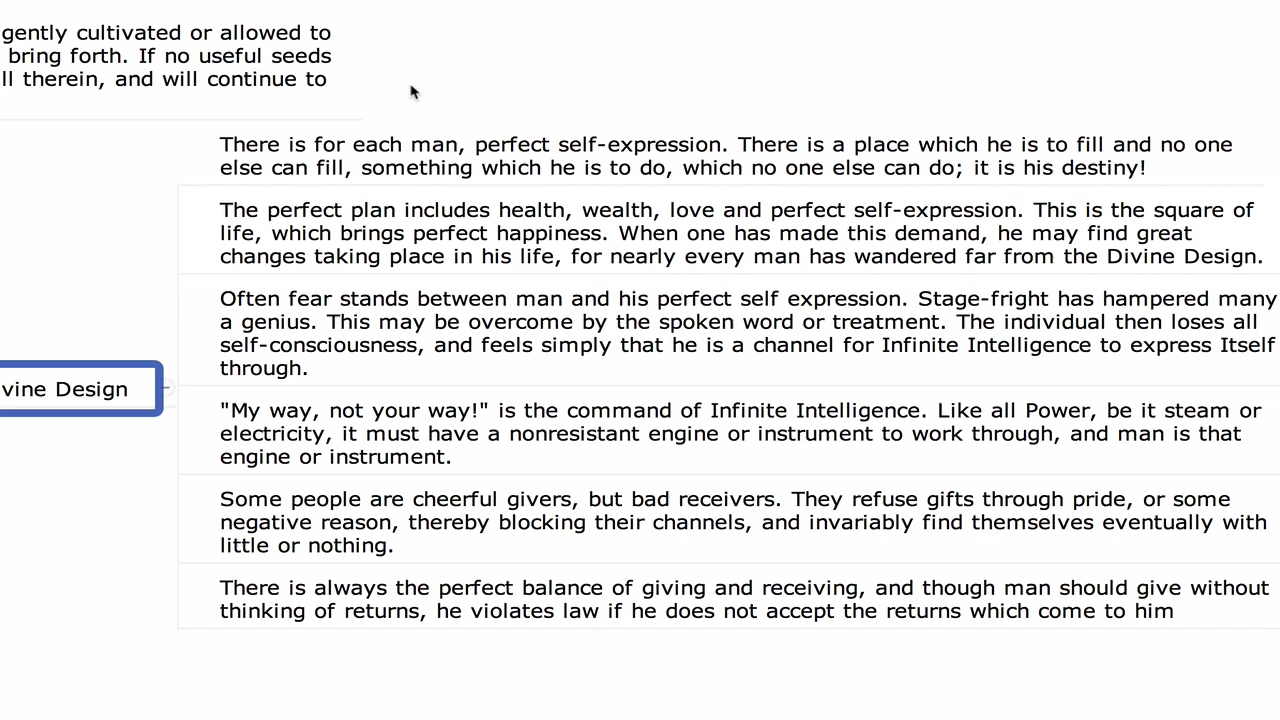 gently cultivated or allowed to
bring forth. If no useful seeds
therein, and will continue to
There is for each man, perfect self-expression. There is a place which he is to fill and no one
else can fill, something which he is to do, which no one else can do; it is his destiny!
The perfect plan includes health, wealth, love and perfect self-expression. This is the square of
life, which brings perfect happiness. When one has made this demand, he may find great
changes taking place in his life, for nearly every man has wandered far from the Divine Design.
Often fear stands between man and his perfect self expression. Stage-fright has hampered many
a genius. This may be overcome by the spoken word or treatment. The individual then loses all
self-consciousness, and feels simply that he is a channel for Infinite Intelligence to express Itself
through.
vine Design
"My way, not your way!" is the command of Infinite Intelligence. Like all Power, be it steam or
electricity, it must have a nonresistant engine or instrument to work through, and man is that
engine or instrument.
Some people are cheerful givers, but bad receivers. They refuse gifts through pride, or some
negative reason, thereby blocking their channels, and invariably find themselves eventually with
little or nothing.
There is always the perfect balance of giving and receiving, and though man should give without
thinking of returns, he violates law if he does not accept the returns which come to him